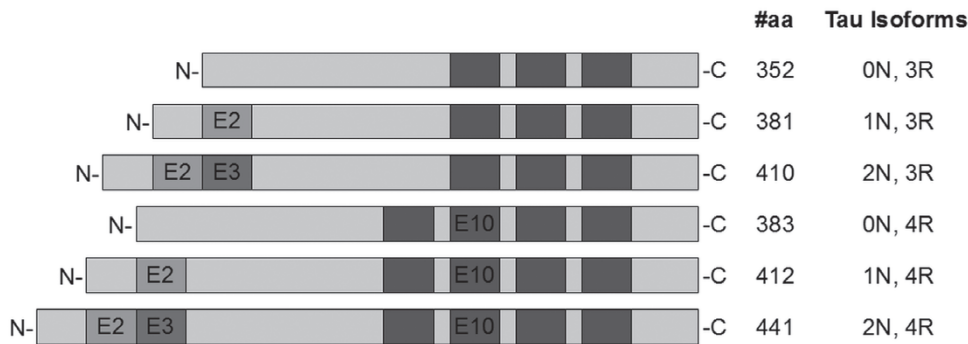 #aa Tau Isoforms
N- -C 352 0N, 3R
N- E2 -C 381 1N, 3R
N- E2 E3 -C 410 2N, 3R
N- E10 -C 383 0N, 4R
N- E2 E10 -C 412 1N, 4R
N- E2 E3 E10 -C 441 2N, 4R